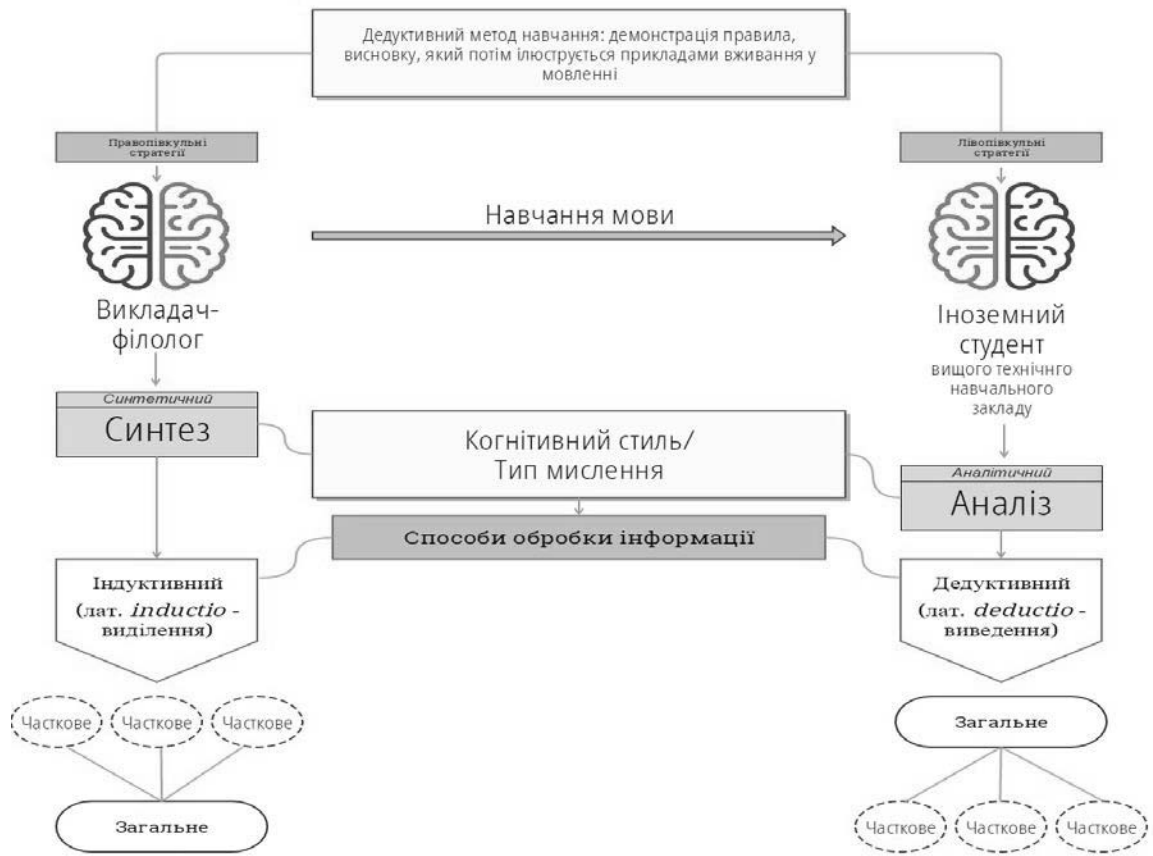 Дедуктивний метод навчання: демонстрація правила,
висновку, який потім ілюструється прикладами вживання у
мовленні
Правопівкульні
стратегії
Лівопівкульні
стратегії
Навчання мови
Викладач-
філолог
Іноземний
студент
вищого технічнго
навчального
закладу
Синтетичний
Синтез
Когнітивний стиль/
Тип мислення
Аналітичний
Аналіз
Способи обробки інформації
Індуктивний
(лат. inductio -
виділення)
Дедуктивний
(лат. deductio -
виведення)
Часткове Часткове Часткове
Загальне
Загальне
Часткове Часткове Часткове